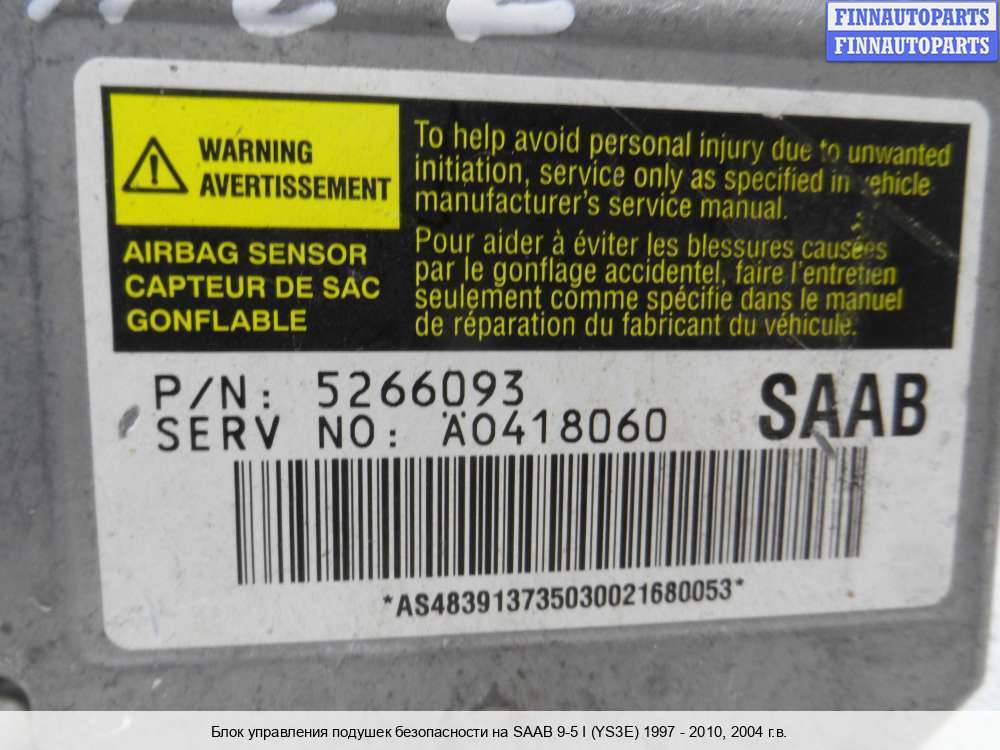 FINNAUTOPARTS
FINNAUTOPARTS
WARNING
AVERTISSEMENT
AIRBAG SENSOR
CAPTEUR DE SAC
GONFLABLE
To help avoid personal injury due to unwanted
initiation, service only as specified in vehicle
manufacturer's service manual.
Pour aider à éviter les blessures causées
par le gonflage accidentel, faire l'entretien
seulement comme spécifie dans le manuel
de réparation du fabricant du véhicule.
P/N: 5266093
SERV NO: A0418060
SAAB
*AS483913735030021680053*
Блок управления подушек безопасности на SAAB 9-5 I (YS3E) 1997 - 2010, 2004 г.в.